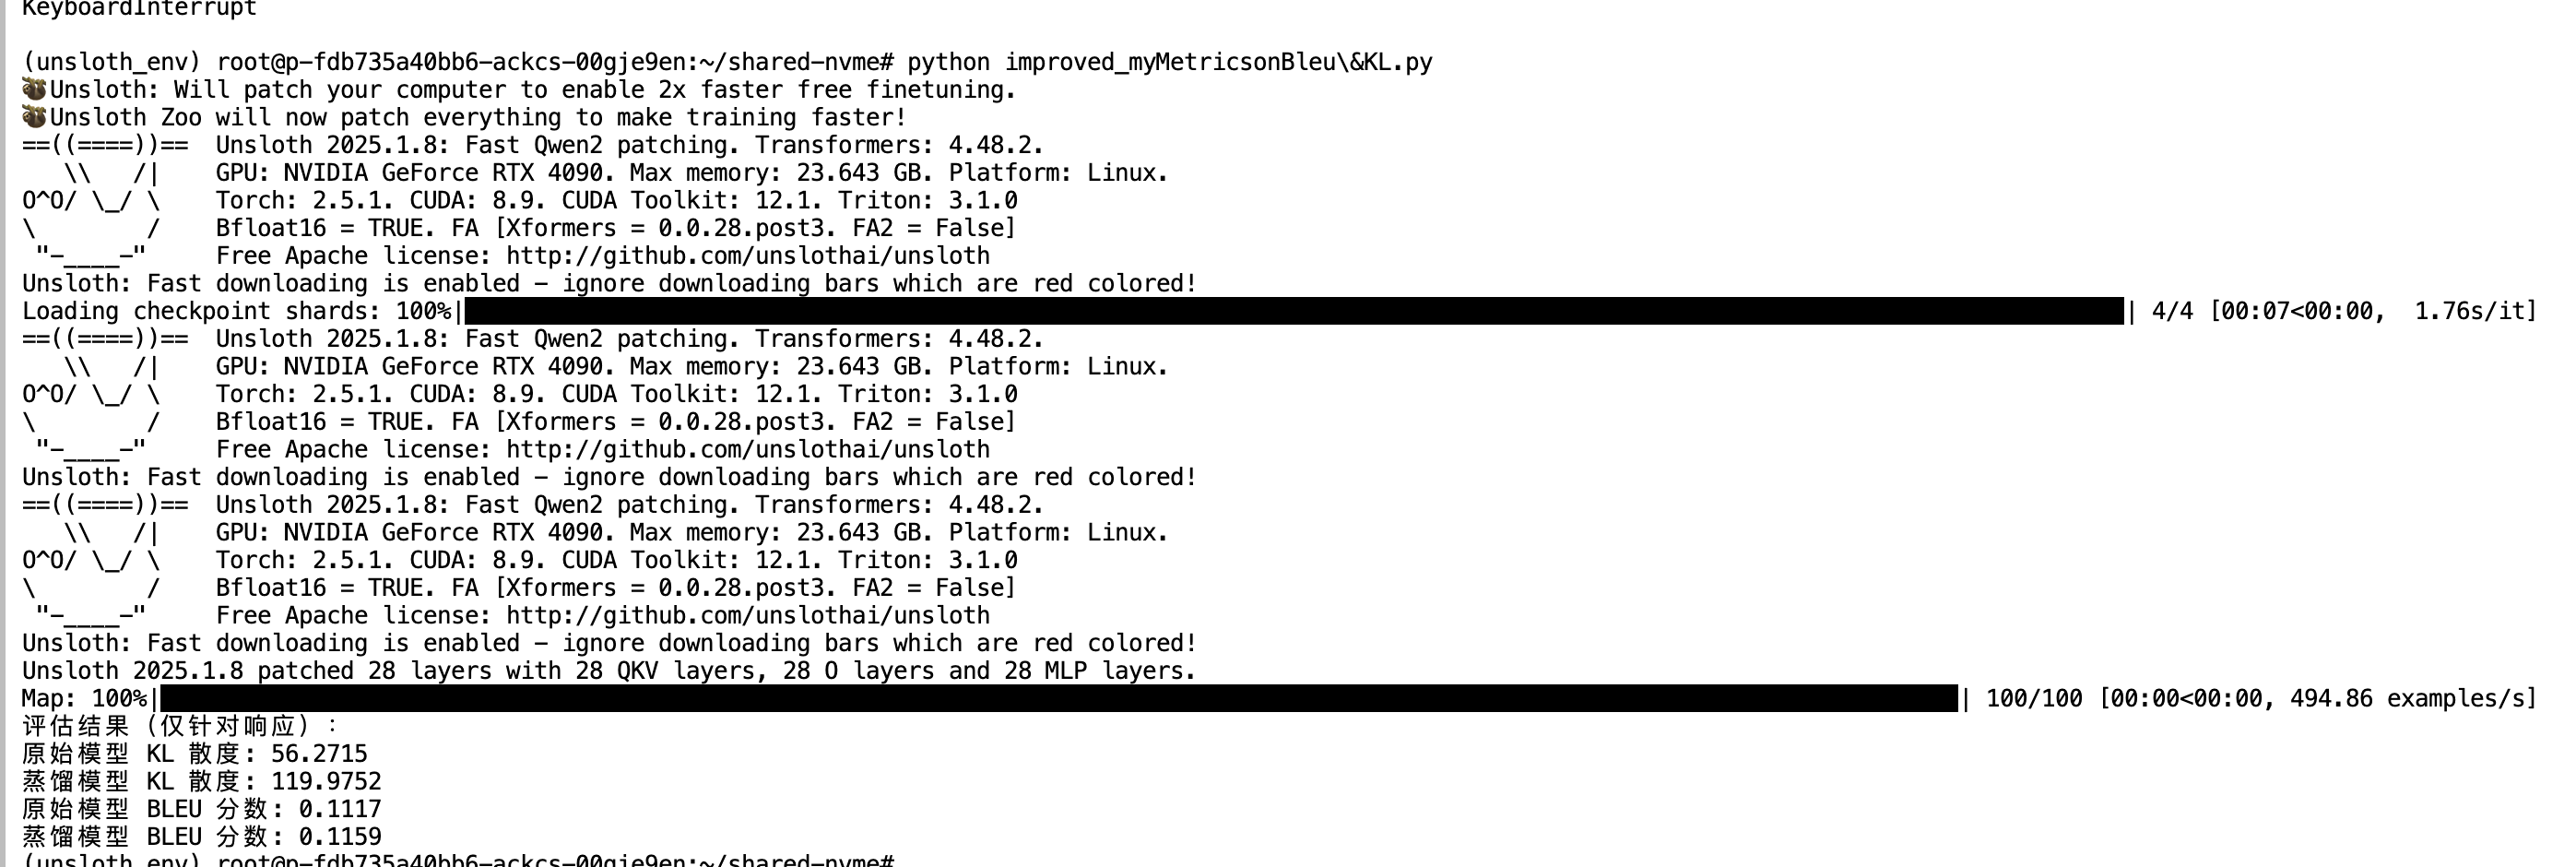 KeyboardInterrupt
(unsloth_env) root@p-fdb735a40bb6-ackcs-00gje9en:~/shared-nvme# python improved_myMetricsonBleu\&KL.py
🦥Unsloth: Will patch your computer to enable 2x faster free finetuning.
🦥Unsloth Zoo will now patch everything to make training faster!
==((====))==  Unsloth 2025.1.8: Fast Qwen2 patching. Transformers: 4.48.2.
   \\   /|    GPU: NVIDIA GeForce RTX 4090. Max memory: 23.643 GB. Platform: Linux.
O^O/ \_/ \    Torch: 2.5.1. CUDA: 8.9. CUDA Toolkit: 12.1. Triton: 3.1.0
\        /    Bfloat16 = TRUE. FA [Xformers = 0.0.28.post3. FA2 = False]
 "-____-"     Free Apache license: http://github.com/unslothai/unsloth
Unsloth: Fast downloading is enabled - ignore downloading bars which are red colored!
Loading checkpoint shards: 100%|| 4/4 [00:07<00:00,  1.76s/it]
==((====))==  Unsloth 2025.1.8: Fast Qwen2 patching. Transformers: 4.48.2.
   \\   /|    GPU: NVIDIA GeForce RTX 4090. Max memory: 23.643 GB. Platform: Linux.
O^O/ \_/ \    Torch: 2.5.1. CUDA: 8.9. CUDA Toolkit: 12.1. Triton: 3.1.0
\        /    Bfloat16 = TRUE. FA [Xformers = 0.0.28.post3. FA2 = False]
 "-____-"     Free Apache license: http://github.com/unslothai/unsloth
Unsloth: Fast downloading is enabled - ignore downloading bars which are red colored!
==((====))==  Unsloth 2025.1.8: Fast Qwen2 patching. Transformers: 4.48.2.
   \\   /|    GPU: NVIDIA GeForce RTX 4090. Max memory: 23.643 GB. Platform: Linux.
O^O/ \_/ \    Torch: 2.5.1. CUDA: 8.9. CUDA Toolkit: 12.1. Triton: 3.1.0
\        /    Bfloat16 = TRUE. FA [Xformers = 0.0.28.post3. FA2 = False]
 "-____-"     Free Apache license: http://github.com/unslothai/unsloth
Unsloth: Fast downloading is enabled - ignore downloading bars which are red colored!
Unsloth 2025.1.8 patched 28 layers with 28 QKV layers, 28 O layers and 28 MLP layers.
Map: 100%|| 100/100 [00:00<00:00, 494.86 examples/s]
评估结果（仅针对响应）：
原始模型 KL 散度: 56.2715
蒸馏模型 KL 散度: 119.9752
原始模型 BLEU 分数: 0.1117
蒸馏模型 BLEU 分数: 0.1159
(unsloth_env) root@p-fdb735a40bb6-ackcs-00gje9en:~/shared-nvme#